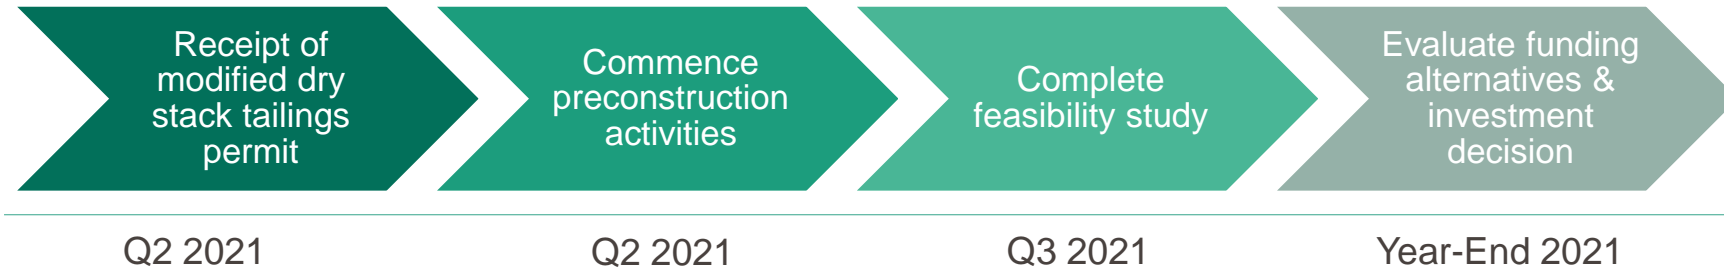 Receipt of
modified dry
stack tailings
permit
Commence
preconstruction
activities
Complete
feasibility study
Evaluate funding
alternatives &
investment
decision
Q2 2021
Q2 2021
Q3 2021
Year-End 2021